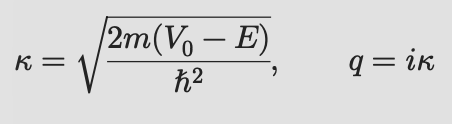 κ = √(2m(V₀ − E)/ħ²), q = iκ